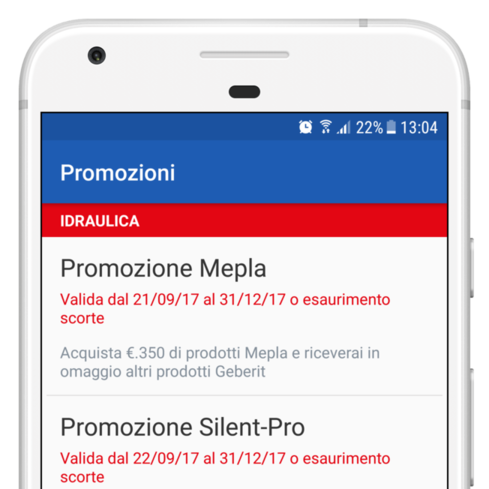 22% 13:04
Promozioni
IDRAULICA
Promozione Mepla
Valida dal 21/09/17 al 31/12/17 o esaurimento
scorte
Acquista €.350 di prodotti Mepla e riceverai in
omaggio altri prodotti Geberit
Promozione Silent-Pro
Valida dal 22/09/17 al 31/12/17 o esaurimento
scorte